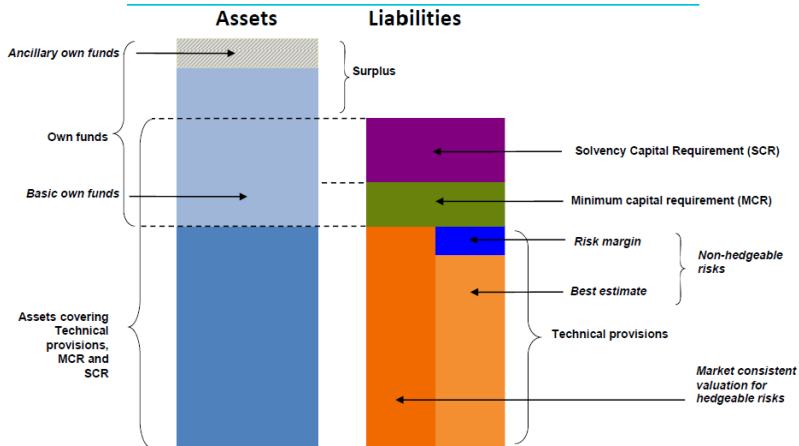 Assets
Liabilities
Ancillary own funds
Surplus
Own funds
Solvency Capital Requirement (SCR)
Basic own funds
Minimum capital requirement (MCR)
Risk margin
Non-hedgeable
risks
Best estimate
Assets covering
Technical
provisions,
MCR and
SCR
Technical provisions
Market consistent
valuation for
hedgeable risks